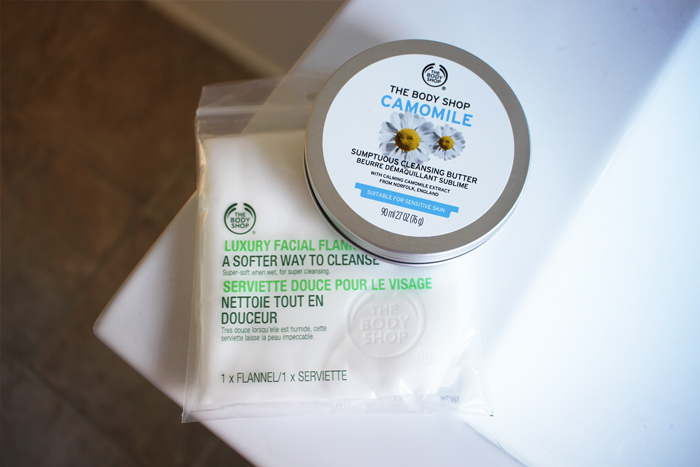 THE
BODY
SHOP
THE BODY SHOP
CAMOMILE
SUMPTUOUS CLEANSING BUTTER
BEURRE DÉMAQUILLANT SUBLIME
WITH CALMING CAMOMILE EXTRACT
FROM NORFOLK, ENGLAND
SUITABLE FOR SENSITIVE SKIN
90 ml 2.7 OZ (76 g)
THE
BODY
SHOP
LUXURY FACIAL
A SOFTER WAY TO CLEANSE
Super-soft when wet, for super cleansing.
SERVIETTE DOUCE POUR LE VISAGE
NETTOIE TOUT EN
DOUCEUR
Tres douce lorsqu'elle est humide, cette
serviette laisse la peau impeccable.
THE
BODY
SHOP
®
1 x FLANNEL/1 x SERVIETTE